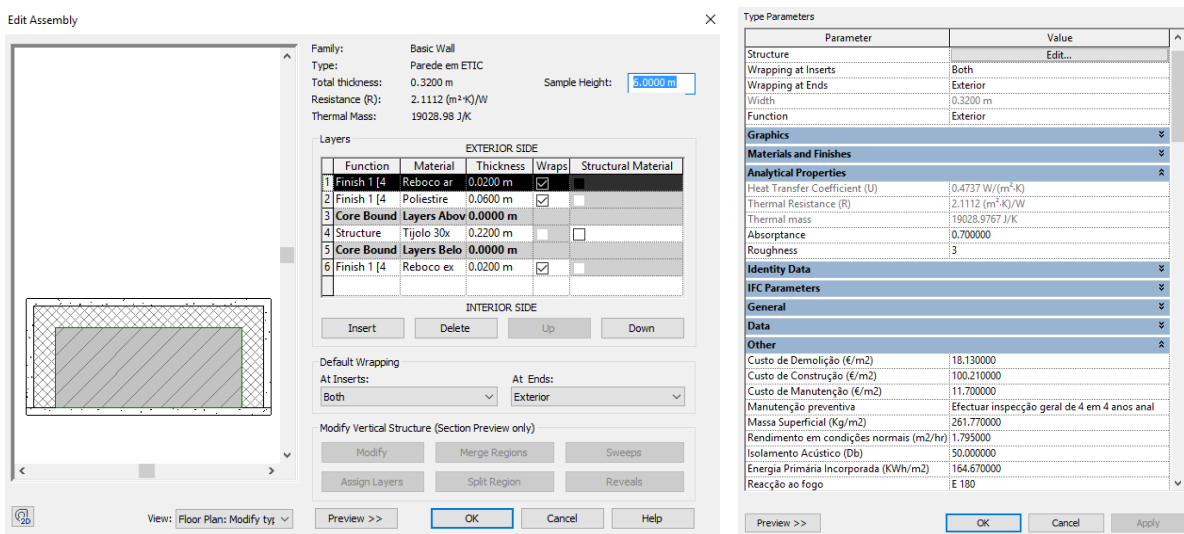 Edit Assembly
Family: Basic Wall
Type: Parede em ETIC
Total thickness: 0.3200 m Sample Height: 6.0000 m
Resistance (R): 2.1112 (m²·K)/W
Thermal Mass: 19028.98 J/K
Layers
EXTERIOR SIDE
Function Material Thickness Wraps Structural Material
1 Finish 1 [4 Reboco ar 0.0200 m
2 Finish 1 [4 Poliestire 0.0600 m
3 Core Bound Layers Abov 0.0000 m
4 Structure Tijolo 30x 0.2200 m
5 Core Bound Layers Belo 0.0000 m
6 Finish 1 [4 Reboco ex 0.0200 m
INTERIOR SIDE
Insert Delete Up Down
Default Wrapping
At Inserts: At Ends:
Both Exterior
Modify Vertical Structure (Section Preview only)
Modify Merge Regions Sweeps
Assign Layers Split Region Reveals
2D View: Floor Plan: Modify typ Preview >> OK Cancel Help
Type Parameters
Parameter Value
Structure Edit...
Wrapping at Inserts Both
Wrapping at Ends Exterior
Width 0.3200 m
Function Exterior
Graphics
Materials and Finishes
Analytical Properties
Heat Transfer Coefficient (U) 0.4737 W/(m²·K)
Thermal Resistance (R) 2.1112 (m²·K)/W
Thermal mass 19028.9767 J/K
Absorptance 0.700000
Roughness 3
Identity Data
IFC Parameters
General
Data
Other
Custo de Demolição (€/m2) 18.130000
Custo de Construção (€/m2) 100.210000
Custo de Manutenção (€/m2) 11.700000
Manutenção preventiva Efectuar inspecção geral de 4 em 4 anos anal
Massa Superficial (Kg/m2) 261.770000
Rendimento em condições normais (m2/hr) 1.795000
Isolamento Acústico (Db) 50.000000
Energia Primária Incorporada (KWh/m2) 164.670000
Reacção ao fogo E 180
Preview >> OK Cancel Apply